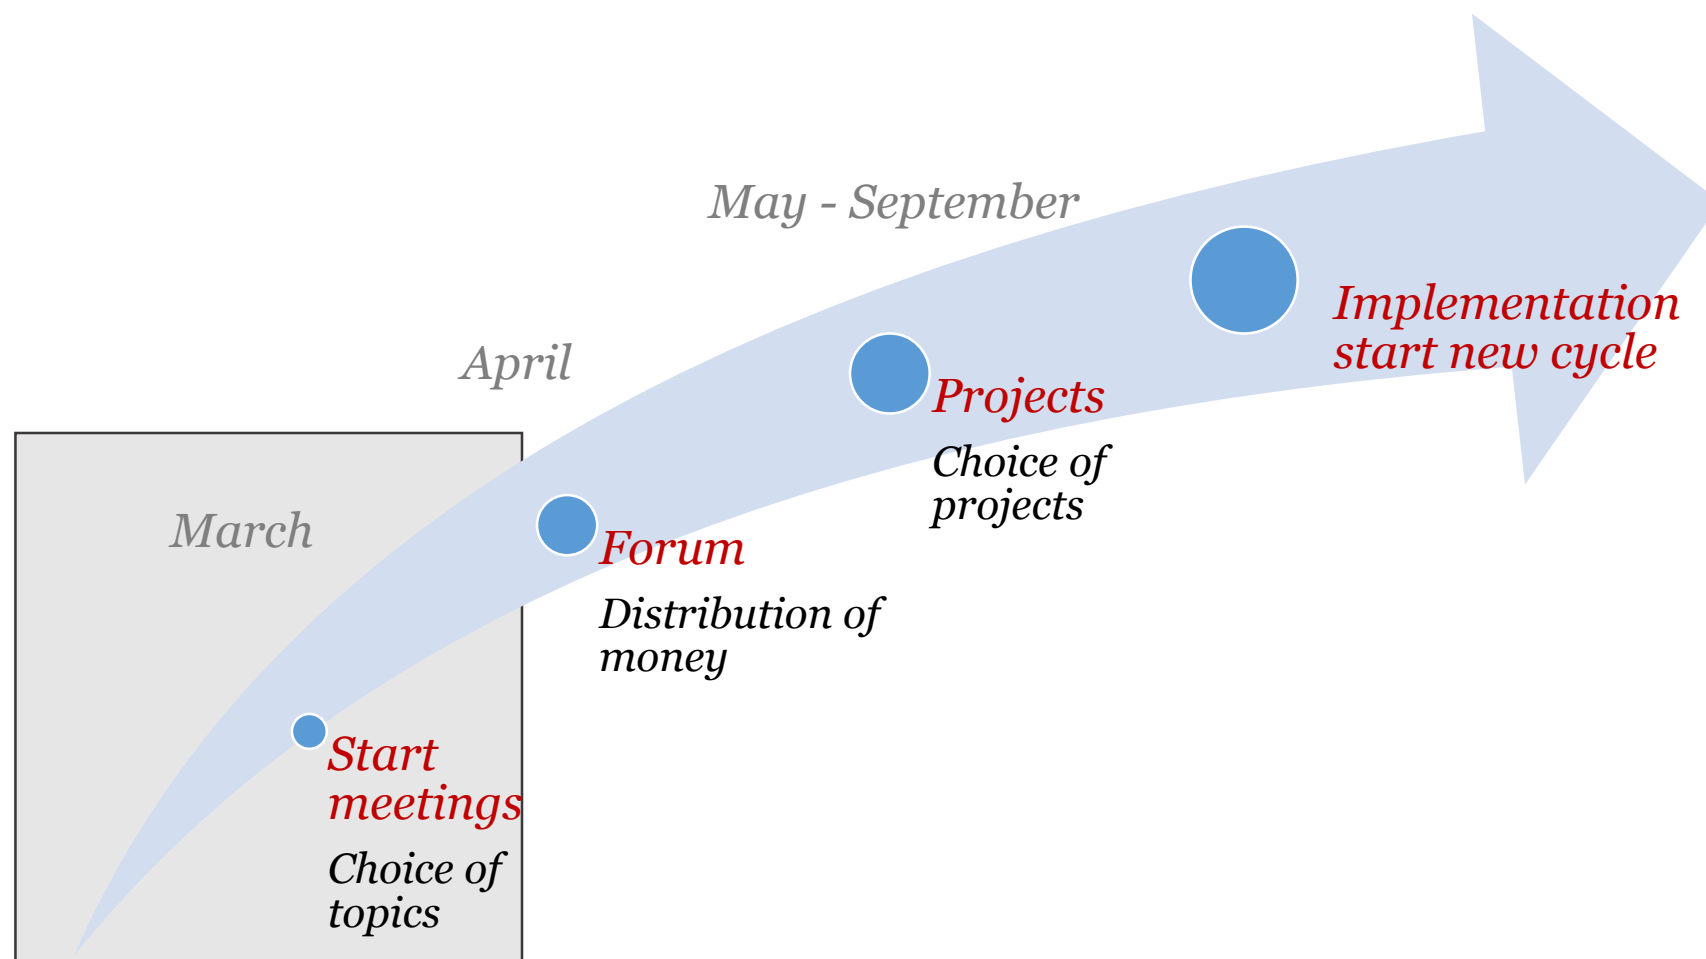 May - September
Implementation
start new cycle
April
Projects
Choice of
projects
March
Forum
Distribution of
money
Start
meetings
Choice of
topics